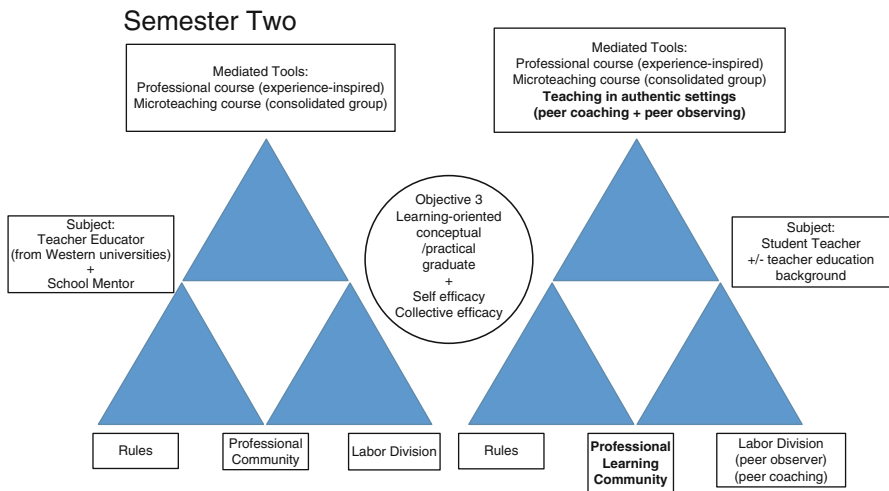 Semester Two
Mediated Tools:
Professional course (experience-inspired)
Microteaching course (consolidated group)
Mediated Tools:
Professional course (experience-inspired)
Microteaching course (consolidated group)
Teaching in authentic settings
(peer coaching + peer observing)
Subject:
Teacher Educator
(from Western universities)
+
School Mentor
Objective 3
Learning-oriented
conceptual
/practical
graduate
+
Self efficacy
Collective efficacy
Subject:
Student Teacher
+/- teacher education
background
Rules
Professional
Community
Labor Division
Rules
Professional
Learning
Community
Labor Division
(peer observer)
(peer coaching)